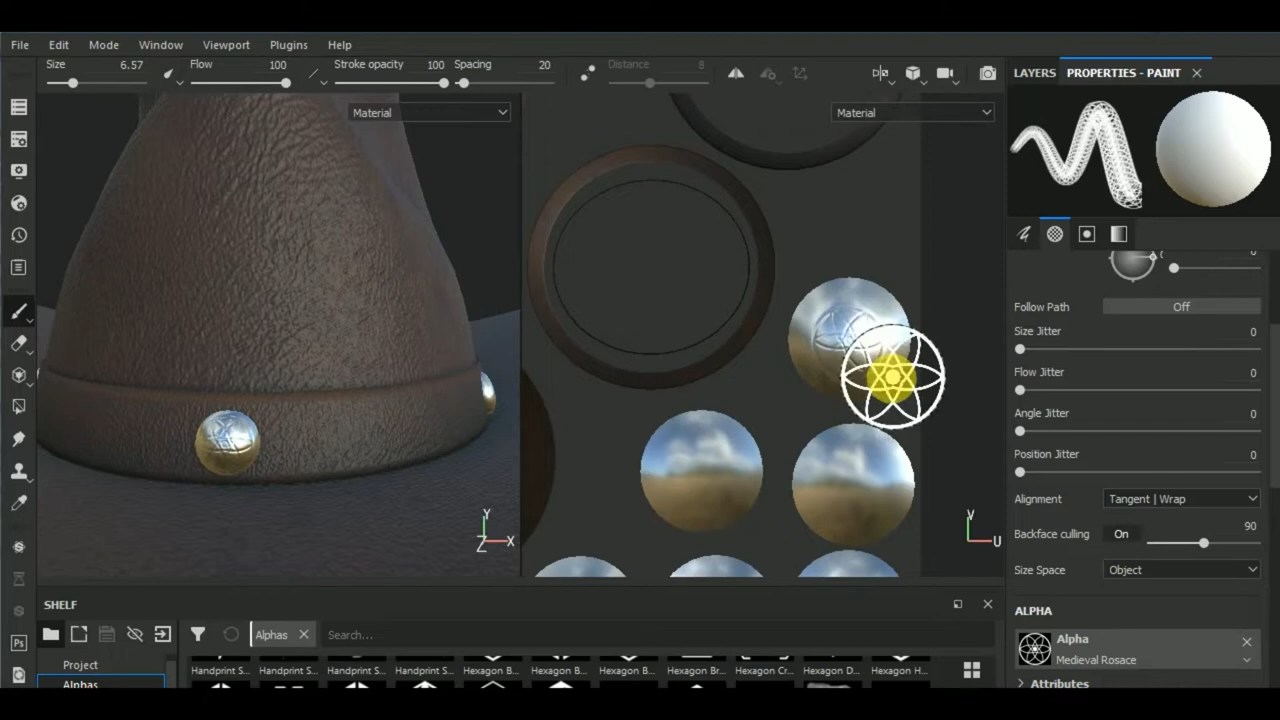 File Edit Mode Window Viewport Plugins Help
Size 6.57 Flow 100 Stroke opacity 100 Spacing 20 Distance 8
LAYERS PROPERTIES - PAINT
Material
Material
0
Follow Path Off
Size Jitter 0
Flow Jitter 0
Angle Jitter 0
Position Jitter 0
Alignment Tangent | Wrap
Backface culling On 90
Size Space Object
Y
Z X
V
U
SHELF
ALPHA
Alphas Search...
Alpha
Medieval Rosace
Project
Handprint S... Handprint S... Handprint S... Handprint S... Hexagon B... Hexagon B... Hexagon B... Hexagon Br... Hexagon Cr... Hexagon D... Hexagon H...
Alphas
Attributes
Ps